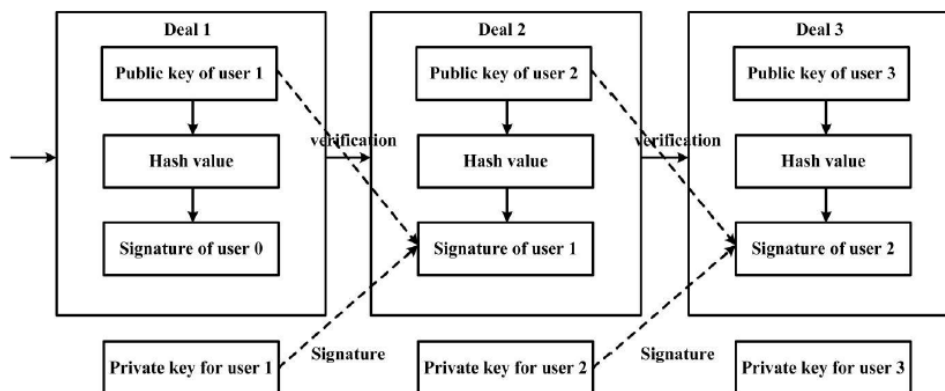 Deal 1
Deal 2
Deal 3
Public key of user 1
Public key of user 2
Public key of user 3
verification
verification
Hash value
Hash value
Hash value
Signature of user 0
Signature of user 1
Signature of user 2
Signature
Signature
Private key for user 1
Private key for user 2
Private key for user 3